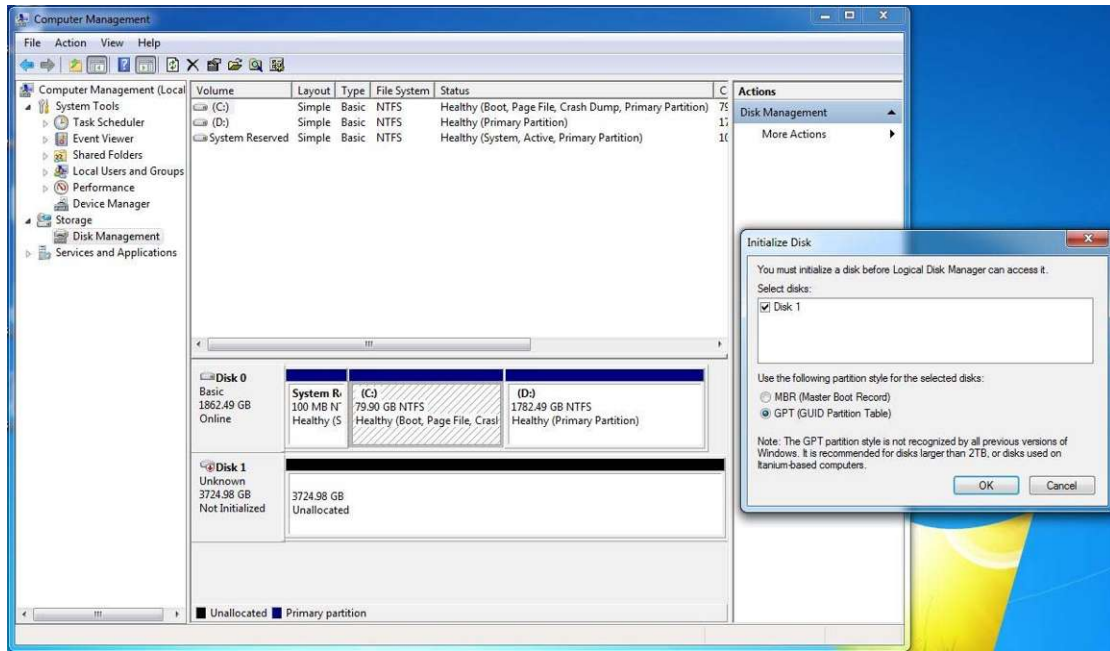 Computer Management
File Action View Help
Computer Management (Local
System Tools
Task Scheduler
Event Viewer
Shared Folders
Local Users and Groups
Performance
Device Manager
Storage
Disk Management
Services and Applications
Volume Layout Type File System Status C
(C:) Simple Basic NTFS Healthy (Boot, Page File, Crash Dump, Primary Partition) 79
(D:) Simple Basic NTFS Healthy (Primary Partition) 17
System Reserved Simple Basic NTFS Healthy (System, Active, Primary Partition) 10
Disk 0
Basic
1862.49 GB
Online
System R
100 MB N
Healthy (S
(C:)
79.90 GB NTFS
Healthy (Boot, Page File, Crasl
(D:)
1782.49 GB NTFS
Healthy (Primary Partition)
Disk 1
Unknown
3724.98 GB
Not Initialized
3724.98 GB
Unallocated
Unallocated Primary partition
Actions
Disk Management
More Actions
Initialize Disk
You must initialize a disk before Logical Disk Manager can access it.
Select disks:
Disk 1
Use the following partition style for the selected disks:
MBR (Master Boot Record)
GPT (GUID Partition Table)
Note: The GPT partition style is not recognized by all previous versions of
Windows. It is recommended for disks larger than 2TB, or disks used on
Itanium-based computers.
OK Cancel